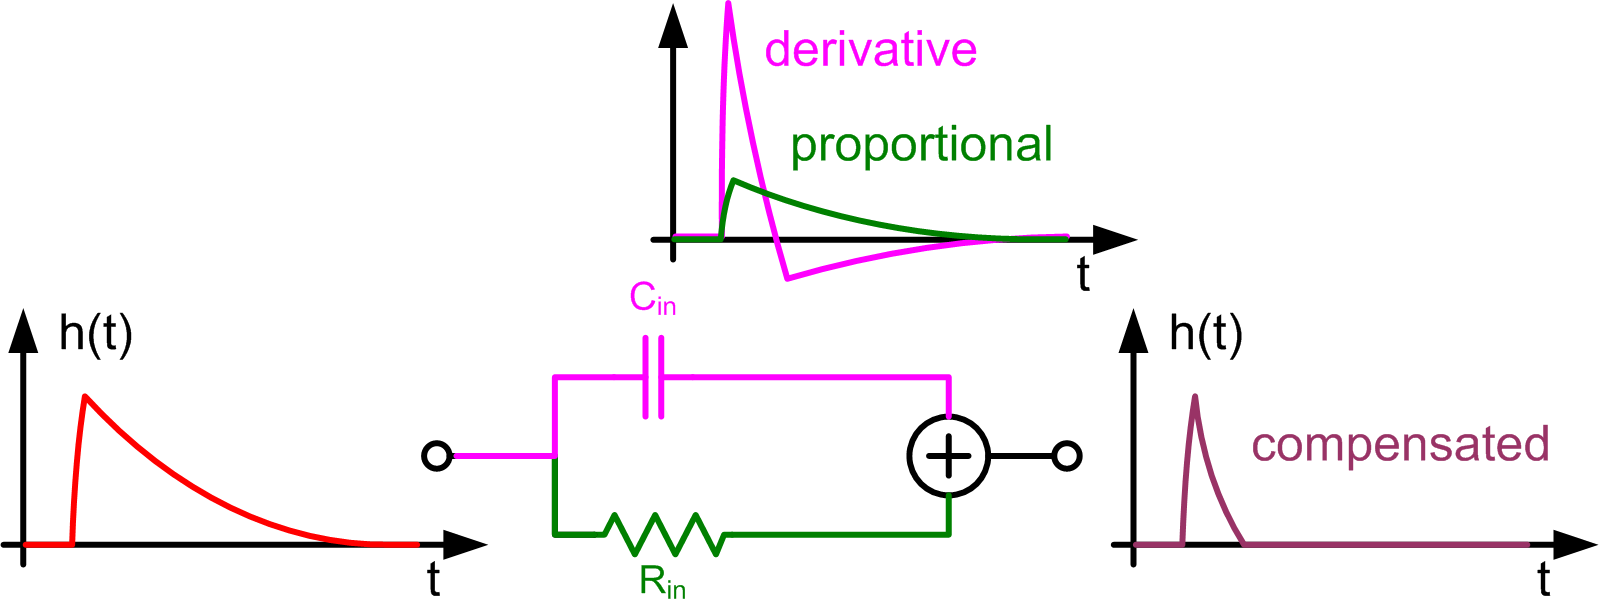 derivative
proportional
t
C_in
h(t)
h(t)
compensated
t
R_in
t